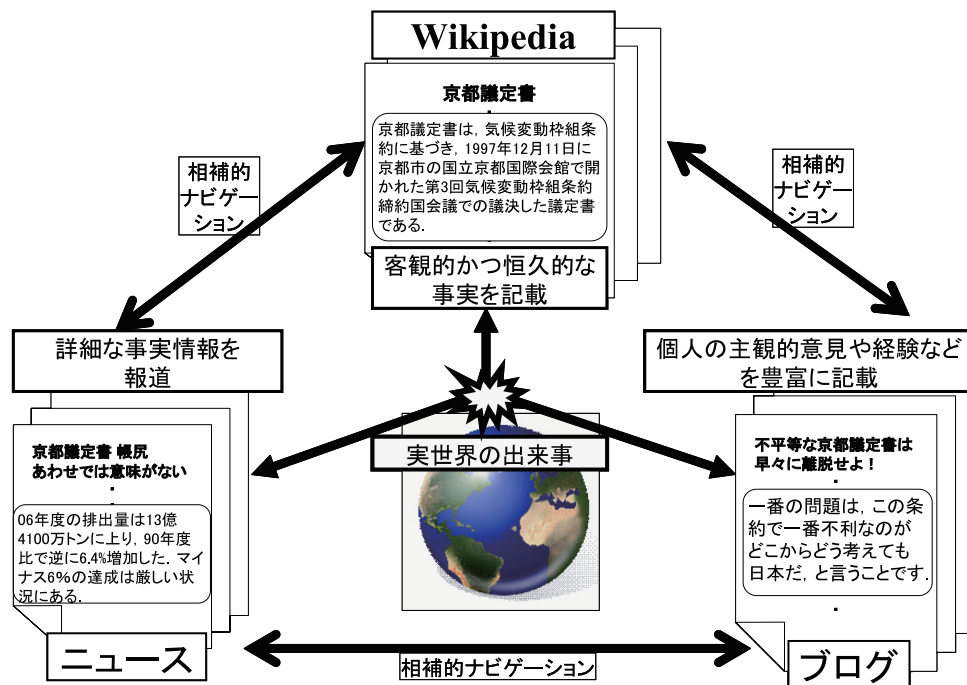 Wikipedia
京都議定書
京都議定書は, 気候変動枠組条
約に基づき, 1997年12月11日に
京都市の国立京都国際会館で開
かれた第3回気候変動枠組条約
締約国会議での議決した議定書
である.
客観的かつ恒久的な
事実を記載
相補的
ナビゲー
ション
相補的
ナビゲー
ション
詳細な事実情報を
報道
個人の主観的意見や経験など
を豊富に記載
京都議定書 帳尻
あわせでは意味がない
06年度の排出量は13億
4100万トンに上り, 90年度
比で逆に6.4%増加した. マイ
ナス6%の達成は厳しい状
況にある.
ニュース
実世界の出来事
不平等な京都議定書は
早々に離脱せよ!
一番の問題は, この条
約で一番不利なのが
どこからどう考えても
日本だ, と言うことです.
ブログ
相補的ナビゲーション